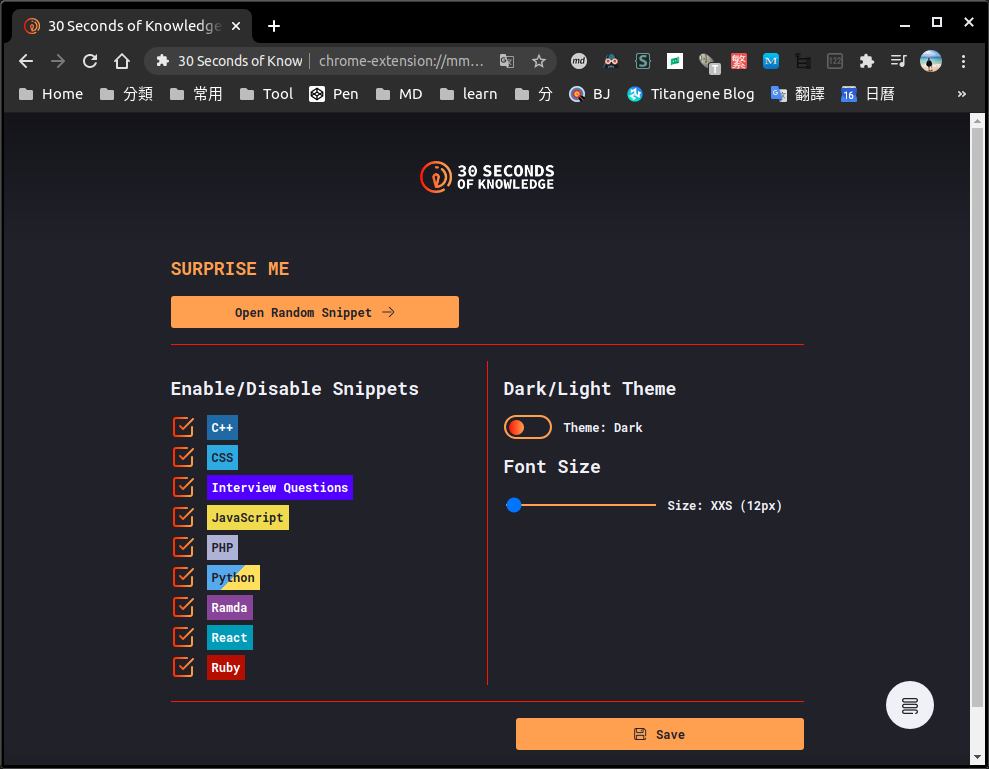 30 Seconds of Knowledge
30 Seconds of Know chrome-extension://mm...
Home 分類 常用 Tool Pen MD learn 分 BJ Titangene Blog 翻譯 16 日曆 »
30 SECONDS
OF KNOWLEDGE
SURPRISE ME
Open Random Snippet →
Enable/Disable Snippets
C++
CSS
Interview Questions
JavaScript
PHP
Python
Ramda
React
Ruby
Dark/Light Theme
Theme: Dark
Font Size
Size: XXS (12px)
Save